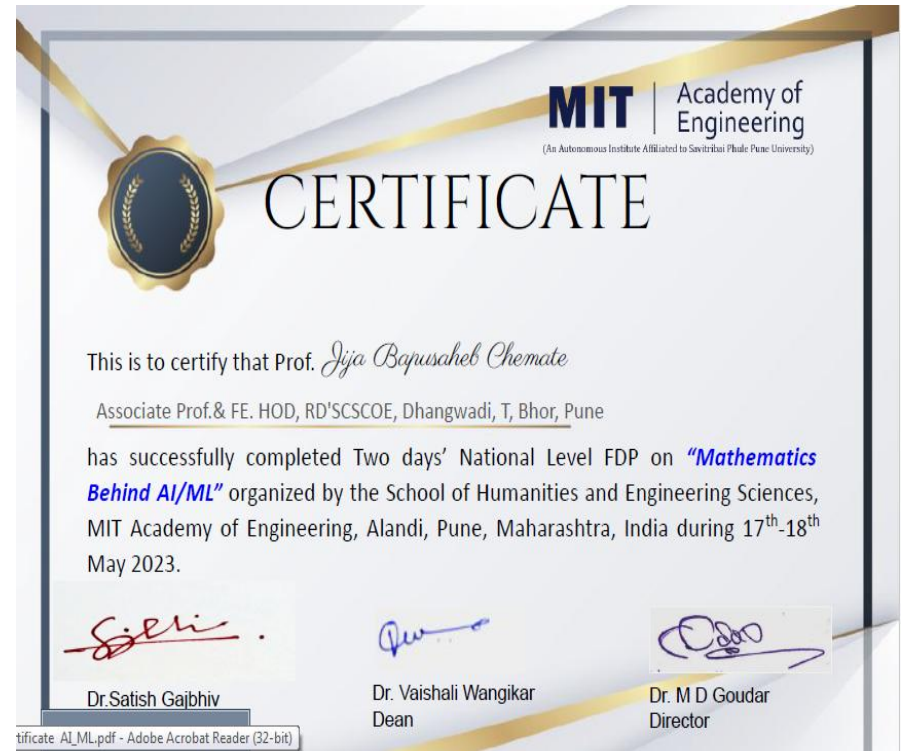 MIT
Academy of
Engineering
(An Autonomous Institute Affiliated to Savitribai Phule Pune University)
CERTIFICATE
This is to certify that Prof. Jija Bapusaheb Chemate
Associate Prof.& FE. HOD, RD'SCSCOE, Dhangwadi, T, Bhor, Pune
has successfully completed Two days’ National Level FDP on “Mathematics
Behind AI/ML” organized by the School of Humanities and Engineering Sciences,
MIT Academy of Engineering, Alandi, Pune, Maharashtra, India during 17th-18th
May 2023.
Dr.Satish Gajbhiv
Dr. Vaishali Wangikar
Dean
Dr. M D Goudar
Director
tificate AI_ML.pdf - Adobe Acrobat Reader (32-bit)